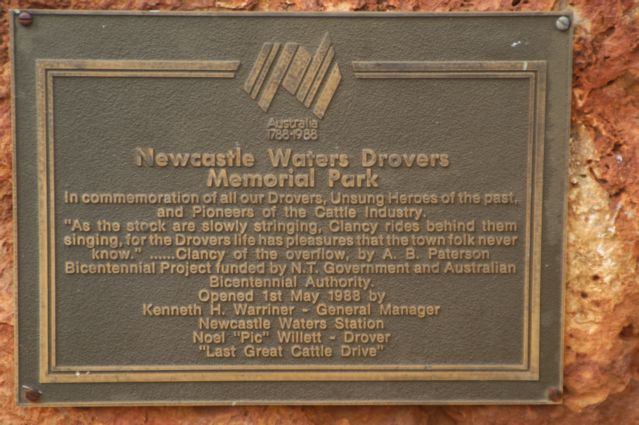 Australia
1788-1988
Newcastle Waters Drovers
Memorial Park
In commemoration of all our Drovers, Unsung Heroes of the past,
and Pioneers of the Cattle Industry.
"As the stock are slowly stringing, Clancy rides behind them
singing, for the Drovers life has pleasures that the town folk never
know." ......Clancy of the overflow, by A. B. Paterson
Bicentennial Project funded by N.T. Government and Australian
Bicentennial Authority.
Opened 1st May 1988 by
Kenneth H. Warriner - General Manager
Newcastle Waters Station
Noel "Pic" Willett - Drover
"Last Great Cattle Drive"